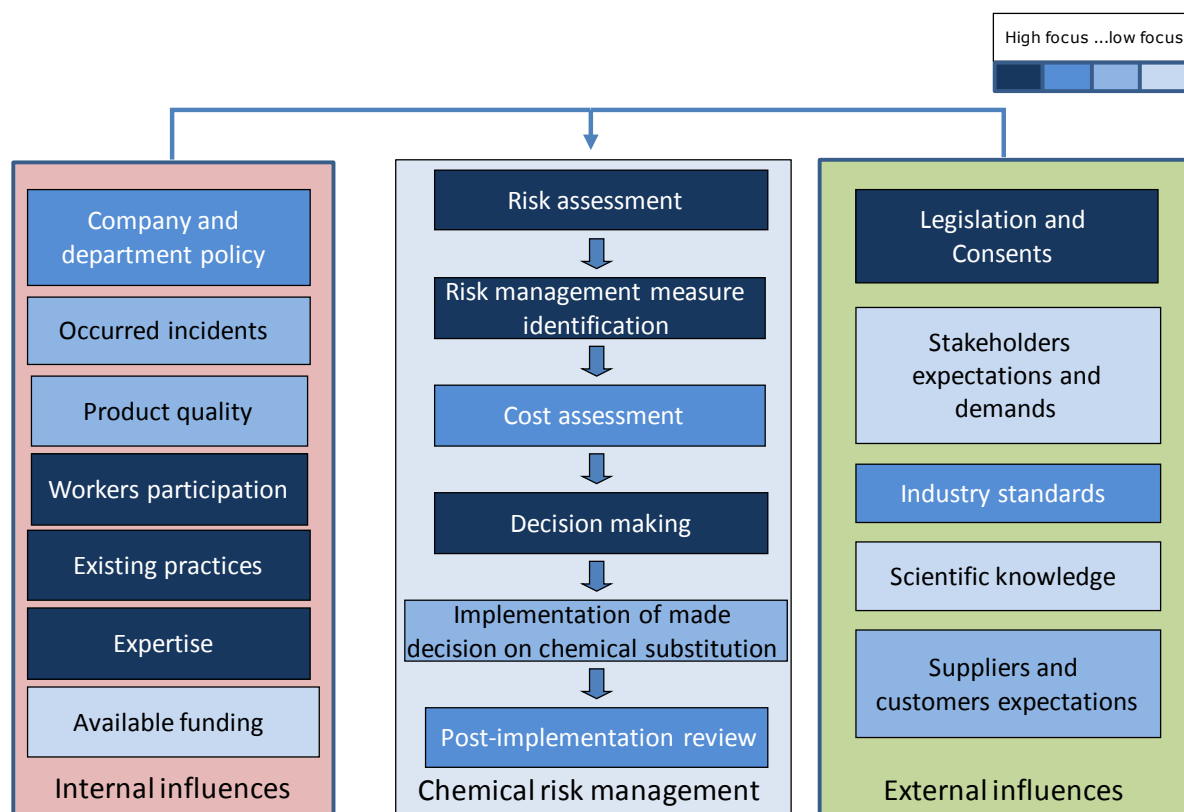 High focus ...low focus
Company and
department policy
Occurred incidents
Product quality
Workers participation
Existing practices
Expertise
Available funding
Internal influences
Risk assessment
Risk management measure
identification
Cost assessment
Decision making
Implementation of made
decision on chemical substitution
Post-implementation review
Chemical risk management
Legislation and
Consents
Stakeholders
expectations and
demands
Industry standards
Scientific knowledge
Suppliers and
customers expectations
External influences